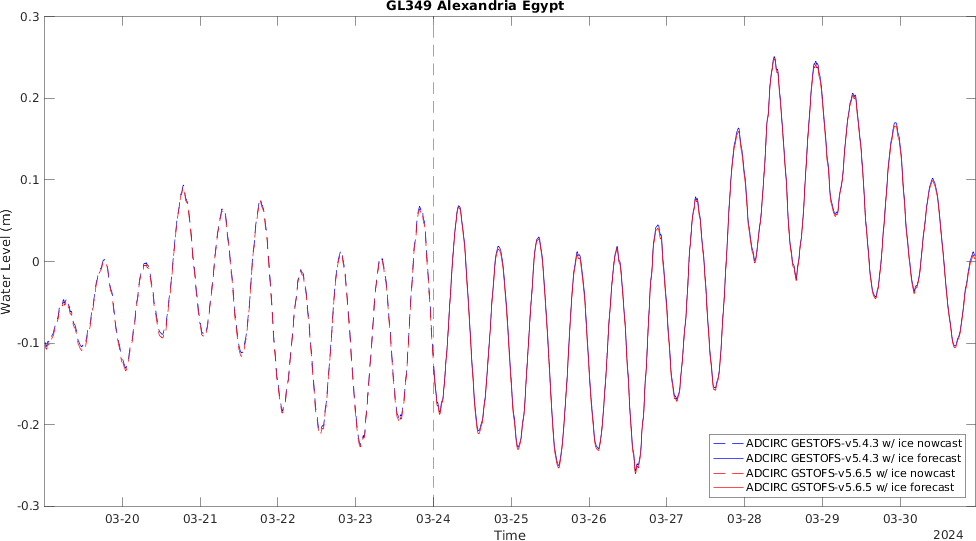 GL349 Alexandria Egypt
0.3
0.2
0.1
0
-0.1
-0.2
-0.3
Water Level (m)
03-20 03-21 03-22 03-23 03-24 03-25 03-26 03-27 03-28 03-29 03-30
Time
2024
ADCIRC GESTOFS-v5.4.3 w/ ice nowcast
ADCIRC GESTOFS-v5.4.3 w/ ice forecast
ADCIRC GSTOFS-v5.6.5 w/ ice nowcast
ADCIRC GSTOFS-v5.6.5 w/ ice forecast